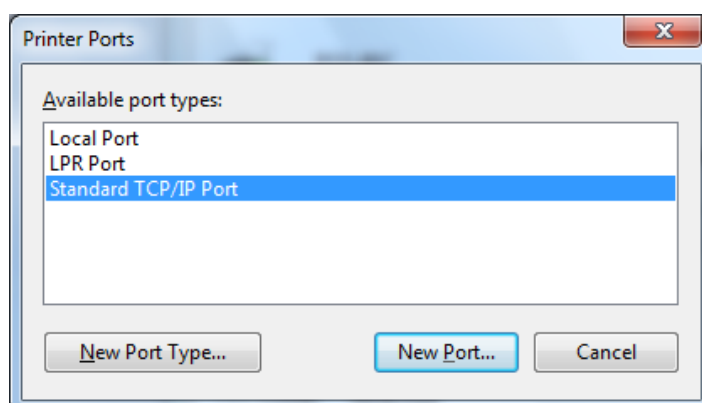 Printer Ports
Available port types:
Local Port
LPR Port
Standard TCP/IP Port
New Port Type... New Port... Cancel